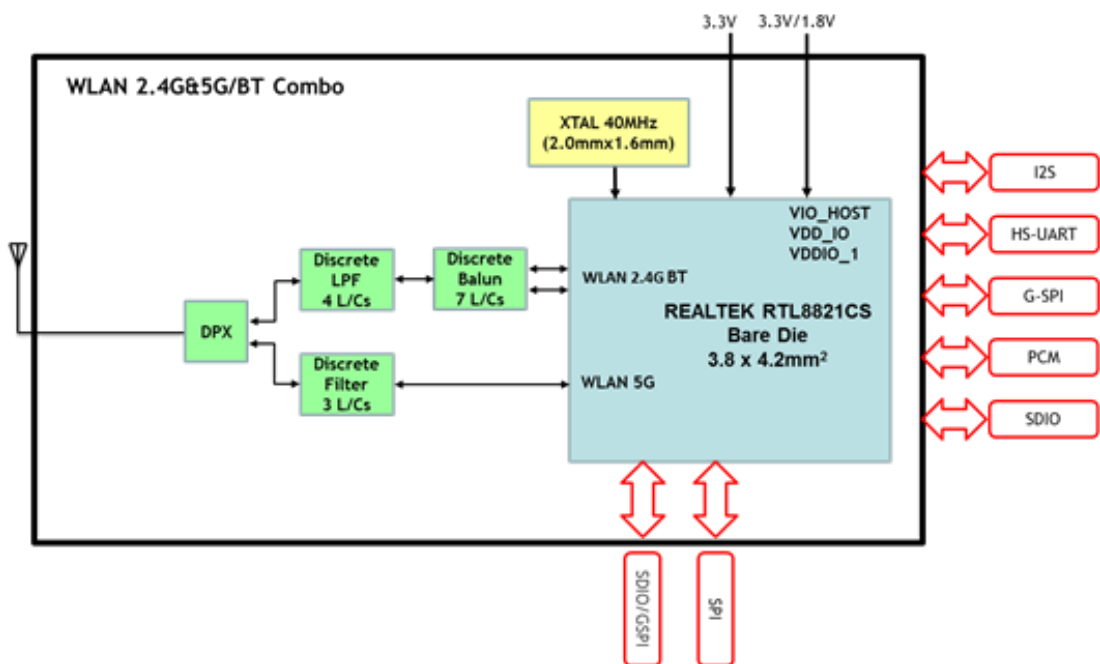 3.3V 3.3V/1.8V
WLAN 2.4G&5G/BT Combo
XTAL 40MHz
(2.0mmx1.6mm)
I2S
VIO_HOST
VDD_IO
VDDIO_1
HS-UART
Discrete
LPF
4 L/Cs
Discrete
Balun
7 L/Cs
WLAN 2.4G BT
G-SPI
REALTEK RTL8821CS
Bare Die
3.8 x 4.2mm²
DPX
PCM
Discrete
Filter
3 L/Cs
WLAN 5G
SDIO
SDIO/GSPI
SPI